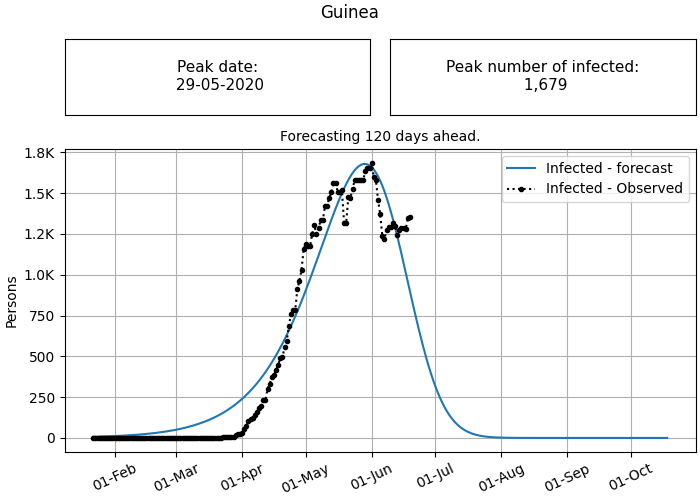 Guinea
Peak date:
29-05-2020
Peak number of infected:
1,679
Forecasting 120 days ahead.
Infected - forecast
Infected - Observed
Persons
1.8K
1.5K
1.2K
1.0K
750
500
250
0
01-Feb
01-Mar
01-Apr
01-May
01-Jun
01-Jul
01-Aug
01-Sep
01-Oct